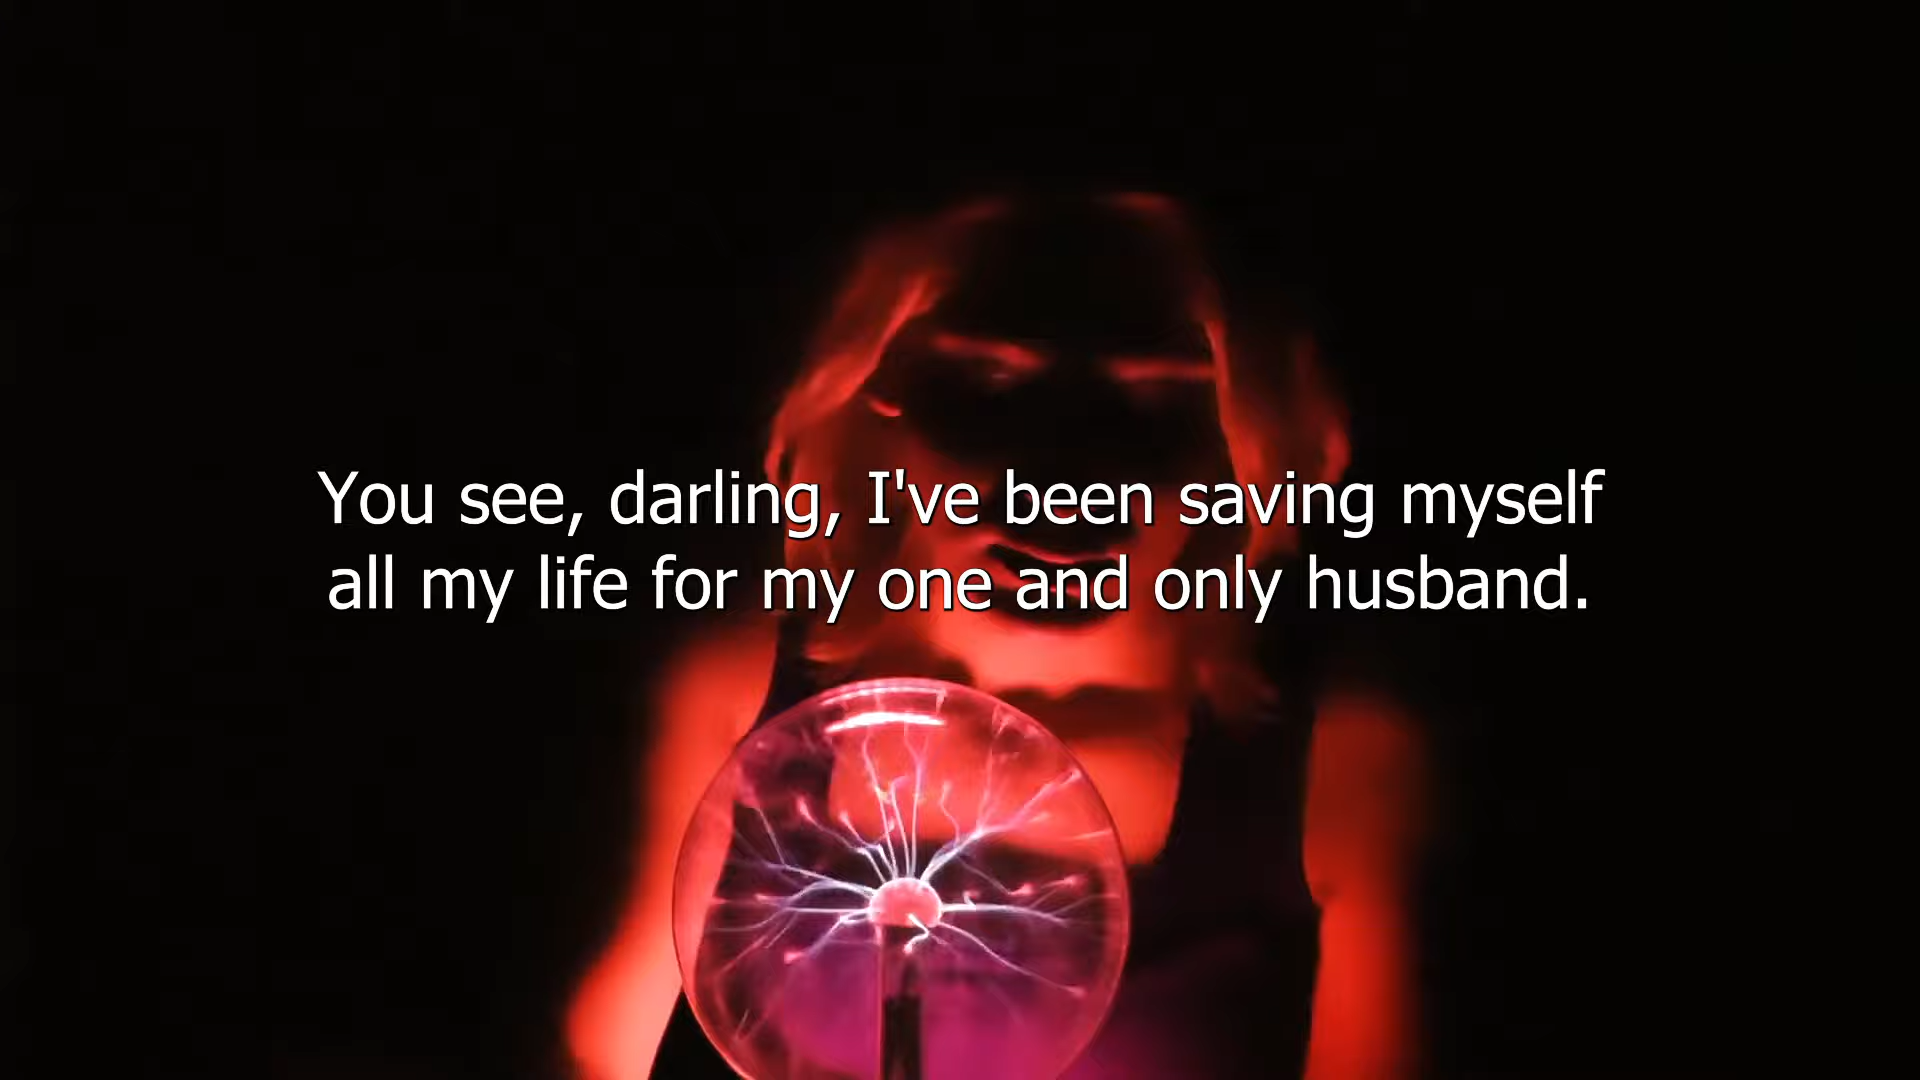 You see, darling, I've been saving myself
all my life for my one and only husband.